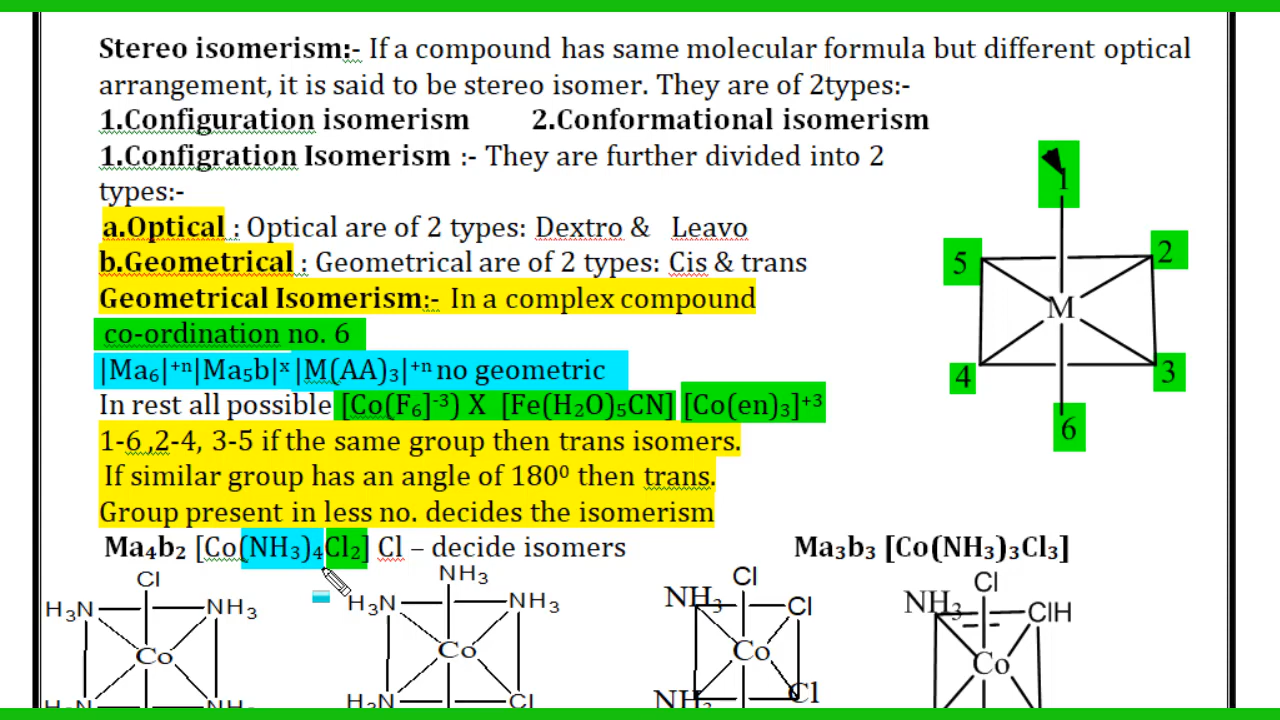 Stereo isomerism:- If a compound has same molecular formula but different optical
arrangement, it is said to be stereo isomer. They are of 2types:-
1.Configuration isomerism 2.Conformational isomerism
1.Configration Isomerism :- They are further divided into 2
types:-
a.Optical : Optical are of 2 types: Dextro & Leavo
b.Geometrical : Geometrical are of 2 types: Cis & trans
Geometrical Isomerism:- In a complex compound
co-ordination no. 6
|Ma₆|⁺ⁿ|Ma₅b|ˣ |M(AA)₃|⁺ⁿ no geometric
In rest all possible [Co(F₆]⁻³) X [Fe(H₂O)₅CN] [Co(en)₃]⁺³
1-6 ,2-4, 3-5 if the same group then trans isomers.
If similar group has an angle of 180⁰ then trans.
Group present in less no. decides the isomerism
1
5 2
M
4 3
6
Ma₄b₂ [Co(NH₃)₄Cl₂] Cl – decide isomers Ma₃b₃ [Co(NH₃)₃Cl₃]
Cl NH₃ Cl Cl
H₃N NH₃ H₃N NH₃ NH₃ Cl NH₃ ClH
Co Co Co Co
H₃N NH₃ H₃N Cl NH₃ Cl